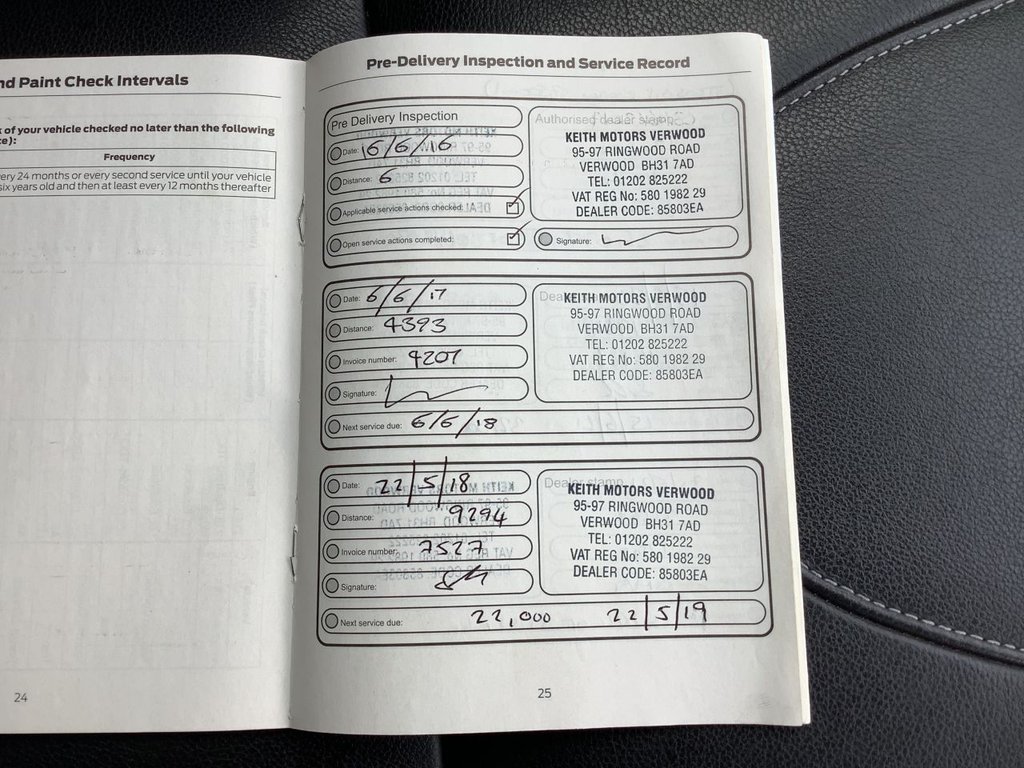 nd Paint Check Intervals
k of your vehicle checked no later than the following
te):
Frequency
ery 24 months or every second service until your vehicle
six years old and then at least every 12 months thereafter
24
Pre-Delivery Inspection and Service Record
Pre Delivery Inspection
Date: 16/6/16
Distance: 6
Applicable service actions checked:
Open service actions completed:
Authorised dealer stamp
KEITH MOTORS VERWOOD
95-97 RINGWOOD ROAD
VERWOOD BH31 7AD
TEL: 01202 825222
VAT REG No: 580 1982 29
DEALER CODE: 85803EA
Signature:
Date: 6/6/17
Distance: 4393
Invoice number: 4207
Signature:
Next service due: 6/6/18
KEITH MOTORS VERWOOD
95-97 RINGWOOD ROAD
VERWOOD BH31 7AD
TEL: 01202 825222
VAT REG No: 580 1982 29
DEALER CODE: 85803EA
Date: 22/5/18
Distance: 9294
Invoice number: 7527
Signature:
Next service due: 22,000 22/5/19
Dealer stamp
KEITH MOTORS VERWOOD
95-97 RINGWOOD ROAD
VERWOOD BH31 7AD
TEL: 01202 825222
VAT REG No: 580 1982 29
DEALER CODE: 85803EA
25